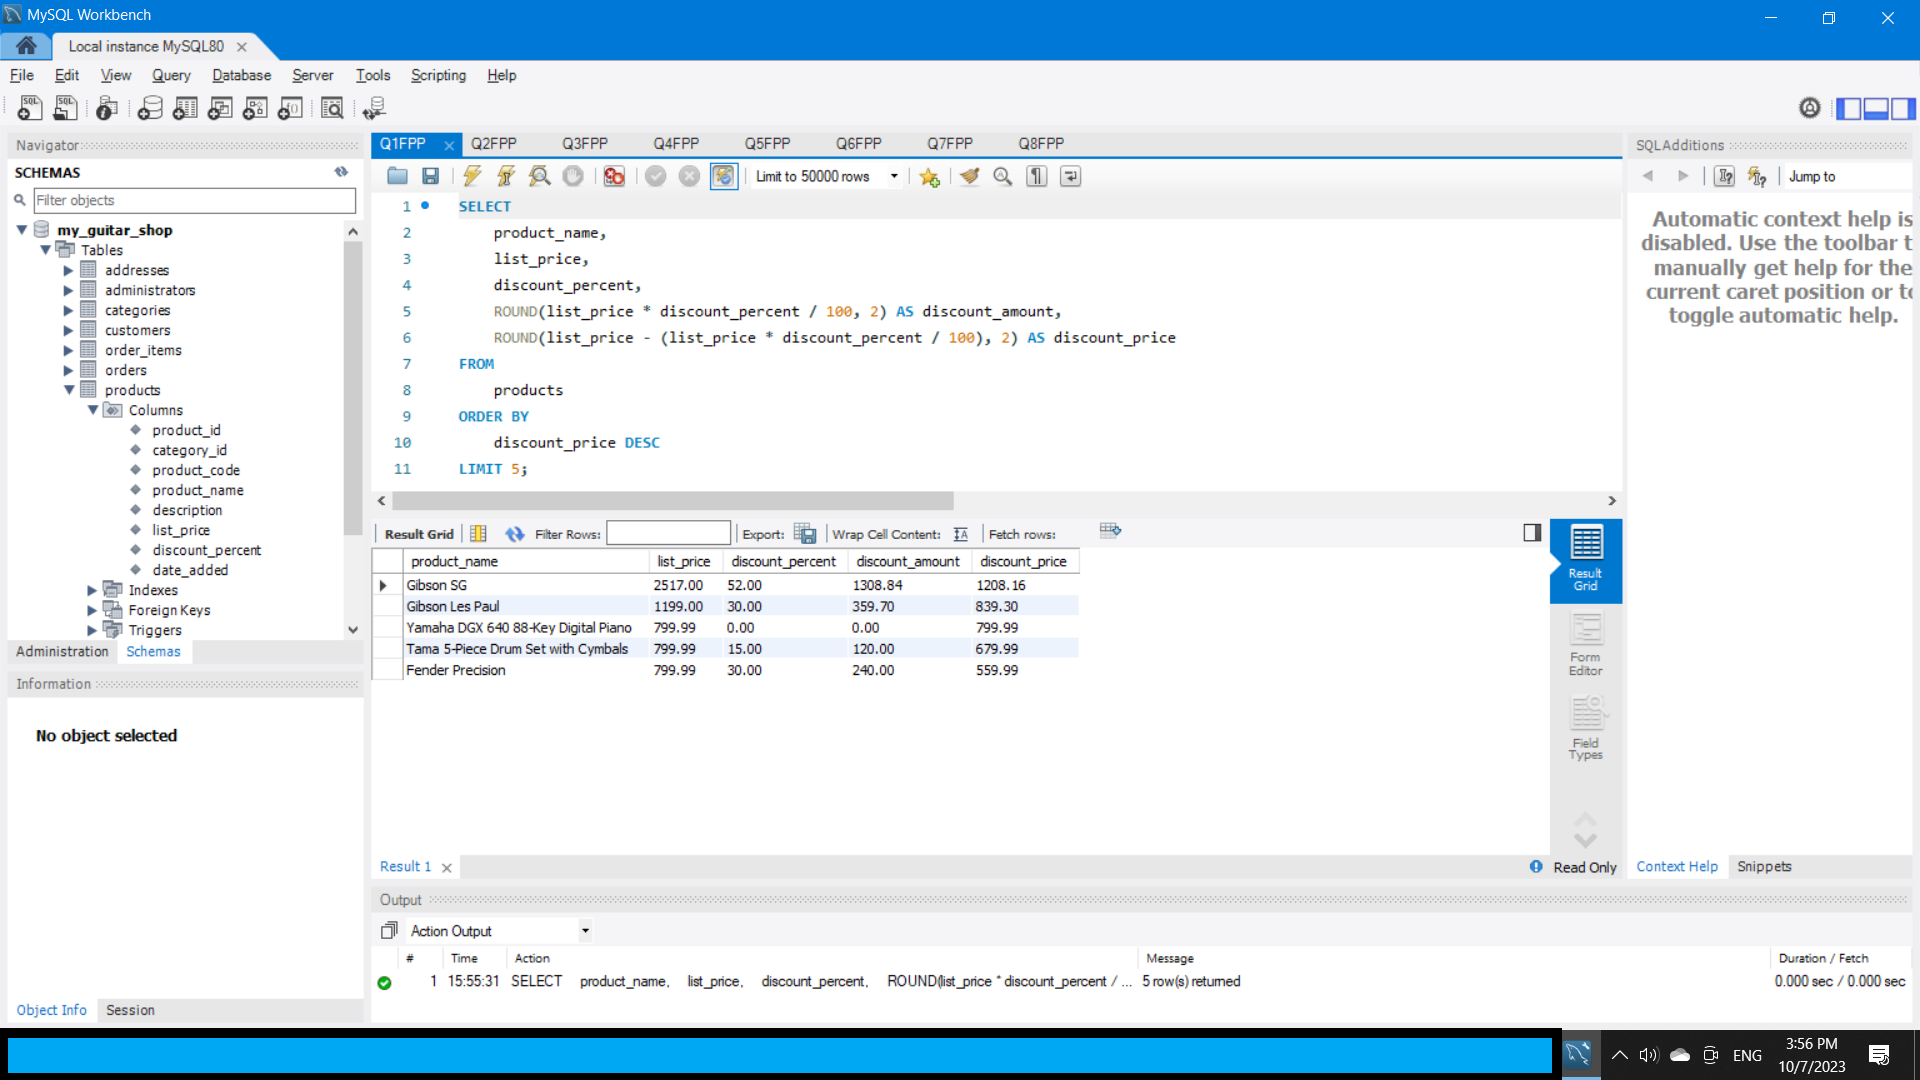 MySQL Workbench
Local instance MySQL80
File Edit View Query Database Server Tools Scripting Help
Navigator
SCHEMAS
Filter objects
my_guitar_shop
Tables
addresses
administrators
categories
customers
order_items
orders
products
Columns
product_id
category_id
product_code
product_name
description
list_price
discount_percent
date_added
Indexes
Foreign Keys
Triggers
Administration Schemas
Information
No object selected
Object Info Session
Q1FPP Q2FPP Q3FPP Q4FPP Q5FPP Q6FPP Q7FPP Q8FPP
Limit to 50000 rows
1 SELECT
2 product_name,
3 list_price,
4 discount_percent,
5 ROUND(list_price * discount_percent / 100, 2) AS discount_amount,
6 ROUND(list_price - (list_price * discount_percent / 100), 2) AS discount_price
7 FROM
8 products
9 ORDER BY
10 discount_price DESC
11 LIMIT 5;
Result Grid Filter Rows: Export: Wrap Cell Content: Fetch rows:
product_name list_price discount_percent discount_amount discount_price
Gibson SG 2517.00 52.00 1308.84 1208.16
Gibson Les Paul 1199.00 30.00 359.70 839.30
Yamaha DGX 640 88-Key Digital Piano 799.99 0.00 0.00 799.99
Tama 5-Piece Drum Set with Cymbals 799.99 15.00 120.00 679.99
Fender Precision 799.99 30.00 240.00 559.99
Result
Grid
Form
Editor
Field
Types
Result 1
Read Only
SQLAdditions
Jump to
Automatic context help is
disabled. Use the toolbar t
manually get help for the
current caret position or to
toggle automatic help.
Context Help Snippets
Output
Action Output
# Time Action Message Duration / Fetch
1 15:55:31 SELECT product_name, list_price, discount_percent, ROUND(list_price * discount_percent / ... 5 row(s) returned 0.000 sec / 0.000 sec
ENG
3:56 PM
10/7/2023